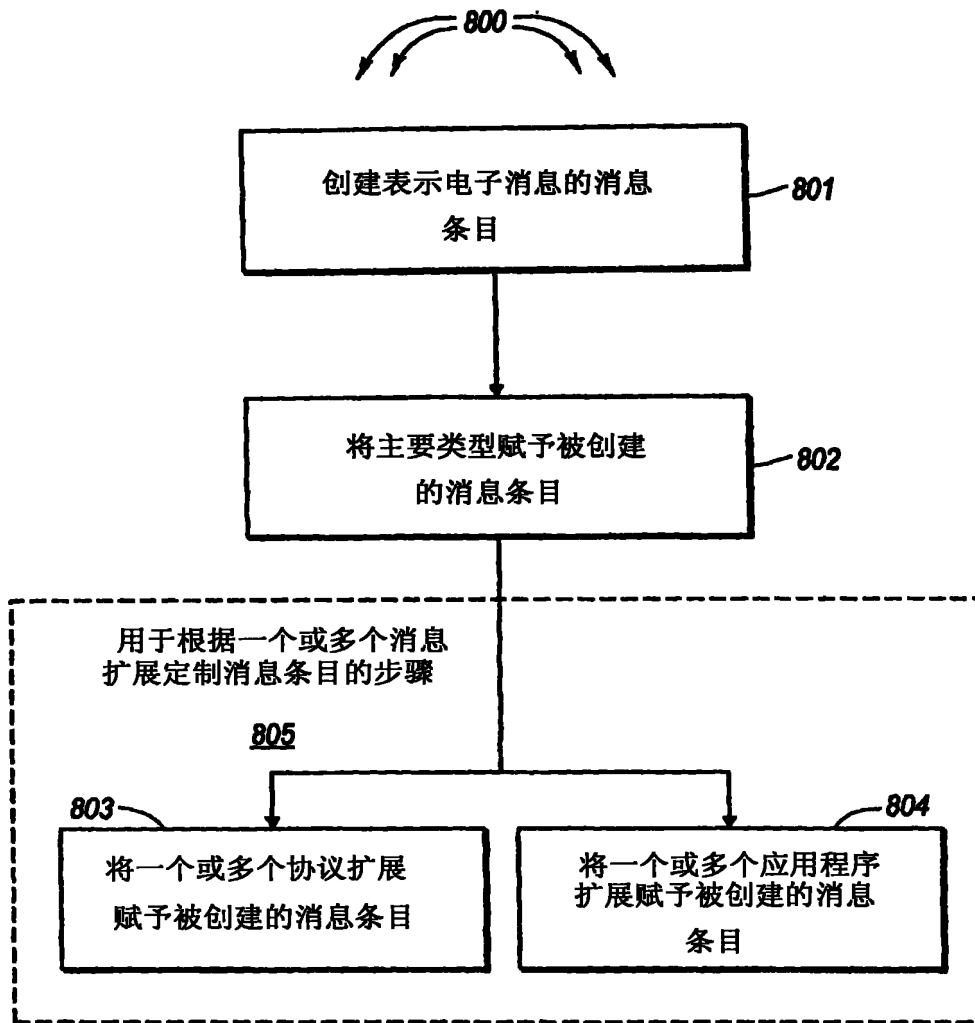 800
创建表示电子消息的消息
条目
801
将主要类型赋予被创建
的消息条目
802
用于根据一个或多个消息
扩展定制消息条目的步骤
805
803
将一个或多个协议扩展
赋予被创建的消息条目
804
将一个或多个应用程序
扩展赋予被创建的消息
条目